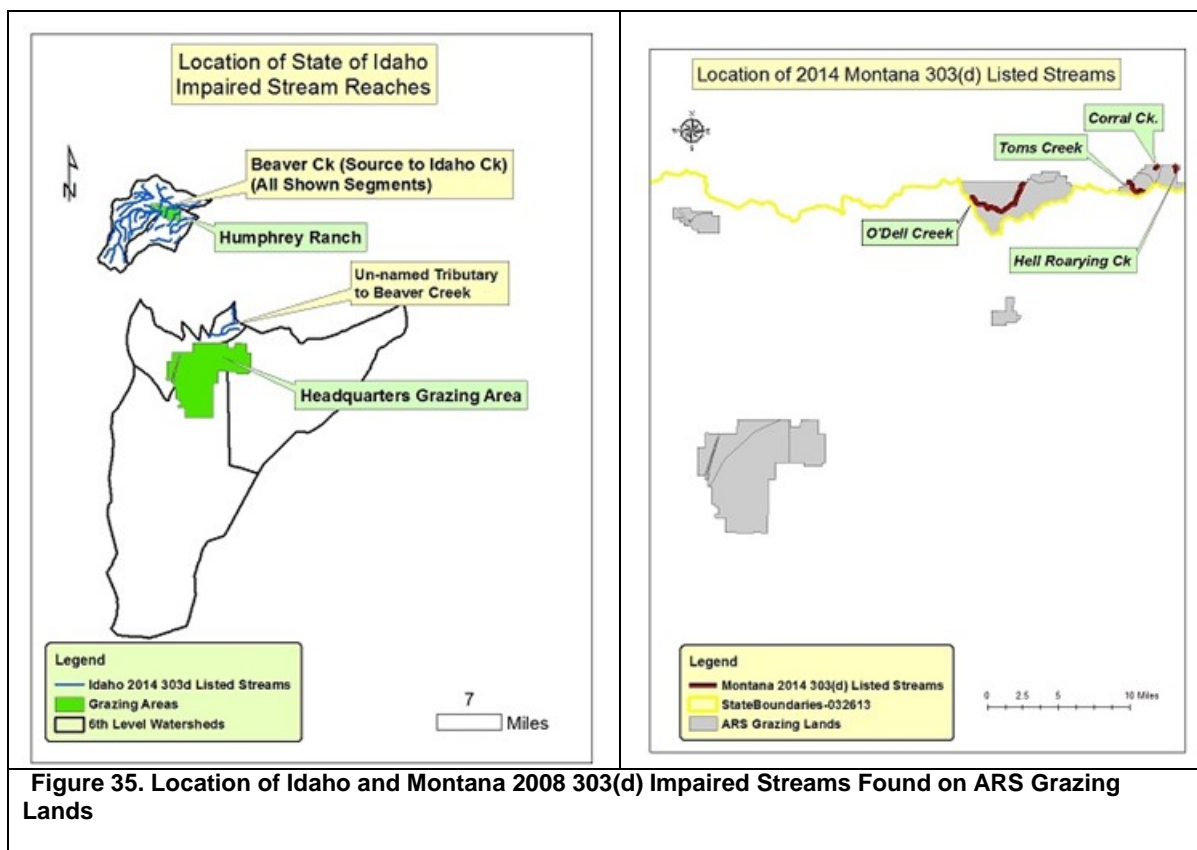 Location of State of Idaho
Impaired Stream Reaches
N
Beaver Ck (Source to Idaho Ck)
(All Shown Segments)
Humphrey Ranch
Un-named Tributary
to Beaver Creek
Headquarters Grazing Area
Legend
Idaho 2014 303d Listed Streams
Grazing Areas
6th Level Watersheds
7
Miles
Location of 2014 Montana 303(d) Listed Streams
Corral Ck.
Toms Creek
O'Dell Creek
Hell Roarying Ck
Legend
Montana 2014 303(d) Listed Streams
StateBoundaries-032613
ARS Grazing Lands
0 2.5 5 10 Miles
Figure 35. Location of Idaho and Montana 2008 303(d) Impaired Streams Found on ARS Grazing
Lands